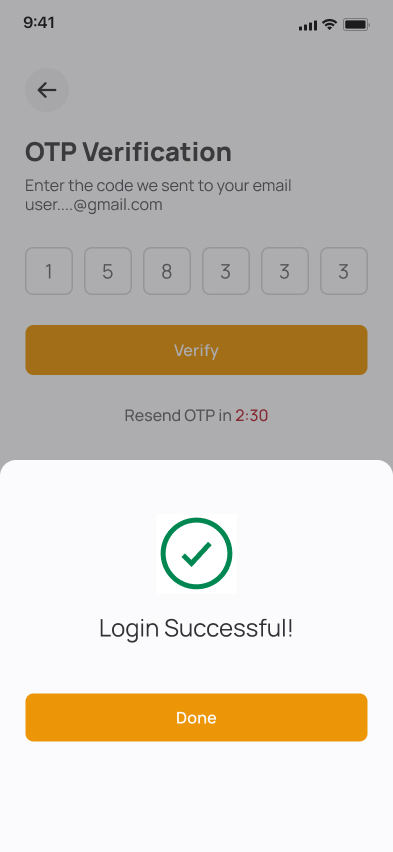 9:41
OTP Verification
Enter the code we sent to your email
user....@gmail.com
1 5 8 3 3 3
Verify
Resend OTP in 2:30
Login Successful!
Done